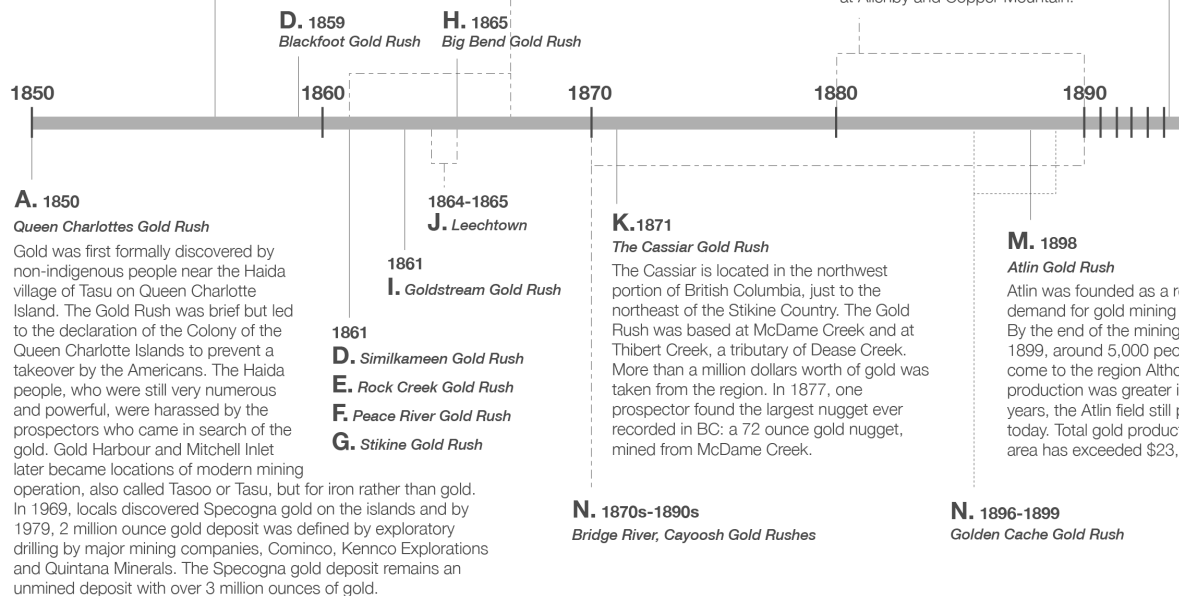 at Allenby and Copper Mountain.
D. 1859
Blackfoot Gold Rush
H. 1865
Big Bend Gold Rush
1850
1860
1870
1880
1890
A. 1850
Queen Charlottes Gold Rush
Gold was first formally discovered by
non-indigenous people near the Haida
village of Tasu on Queen Charlotte
Island. The Gold Rush was brief but led
to the declaration of the Colony of the
Queen Charlotte Islands to prevent a
takeover by the Americans. The Haida
people, who were still very numerous
and powerful, were harassed by the
prospectors who came in search of the
gold. Gold Harbour and Mitchell Inlet
later became locations of modern mining
operation, also called Tasoo or Tasu, but for iron rather than gold.
In 1969, locals discovered Specogna gold on the islands and by
1979, 2 million ounce gold deposit was defined by exploratory
drilling by major mining companies, Cominco, Kennco Explorations
and Quintana Minerals. The Specogna gold deposit remains an
unmined deposit with over 3 million ounces of gold.
1864-1865
J. Leechtown
1861
I. Goldstream Gold Rush
1861
D. Similkameen Gold Rush
E. Rock Creek Gold Rush
F. Peace River Gold Rush
G. Stikine Gold Rush
K.1871
The Cassiar Gold Rush
The Cassiar is located in the northwest
portion of British Columbia, just to the
northeast of the Stikine Country. The Gold
Rush was based at McDame Creek and at
Thibert Creek, a tributary of Dease Creek.
More than a million dollars worth of gold was
taken from the region. In 1877, one
prospector found the largest nugget ever
recorded in BC: a 72 ounce gold nugget,
mined from McDame Creek.
N. 1870s-1890s
Bridge River, Cayoosh Gold Rushes
M. 1898
Atlin Gold Rush
Atlin was founded as a
demand for gold mining
By the end of the mining
1899, around 5,000
come to the region
production was greater
years, the Atlin field still
today. Total gold
area has exceeded $23,
N. 1896-1899
Golden Cache Gold Rush